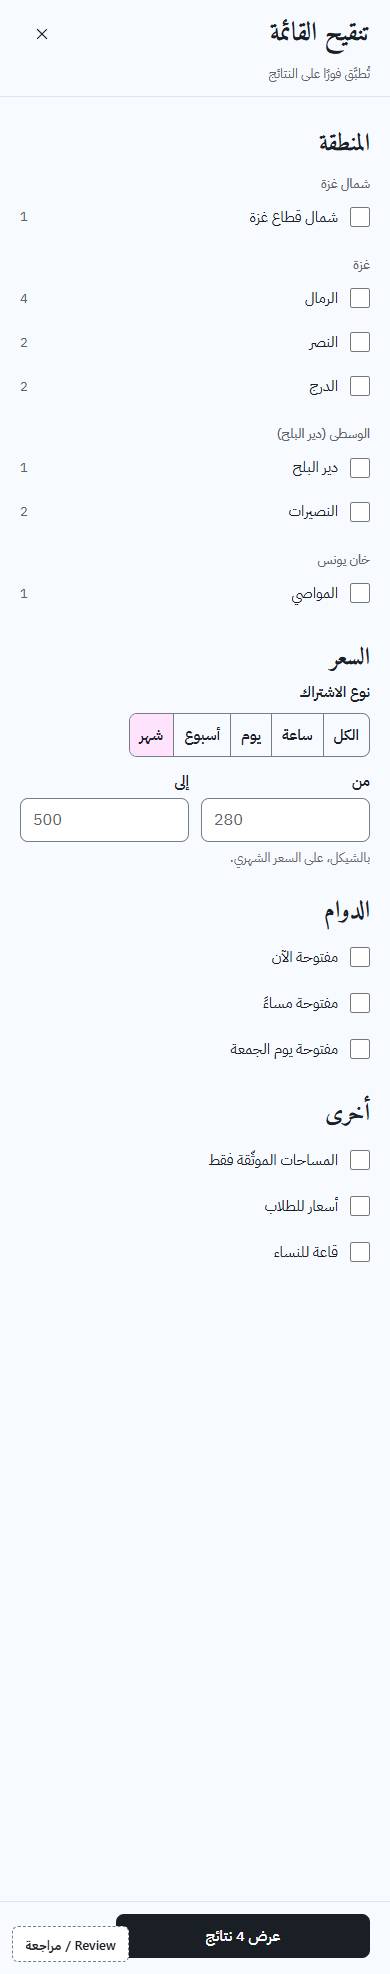 تنقيح القائمة
تُطبَّق فورًا على النتائج
المنطقة
شمال غزة
شمال قطاع غزة 1
غزة
الرمال 4
النصر 2
الدرج 2
الوسطى (دير البلح)
دير البلح 1
النصيرات 2
خان يونس
المواصي 1
السعر
نوع الاشتراك
الكل ساعة يوم أسبوع شهر
من إلى
280 500
بالشيكل، على السعر الشهري.
الدوام
مفتوحة الآن
مفتوحة مساءً
مفتوحة يوم الجمعة
أخرى
المساحات الموثّقة فقط
أسعار للطلاب
قاعة للنساء
عرض 4 نتائج
Review / مراجعة